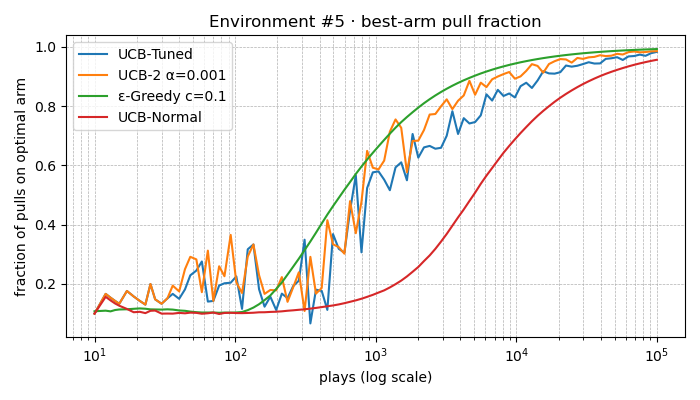 Environment #5 · best-arm pull fraction
fraction of pulls on optimal arm
1.0
0.8
0.6
0.4
0.2
UCB-Tuned
UCB-2 α=0.001
ε-Greedy c=0.1
UCB-Normal
10¹ 10² 10³ 10⁴ 10⁵
plays (log scale)